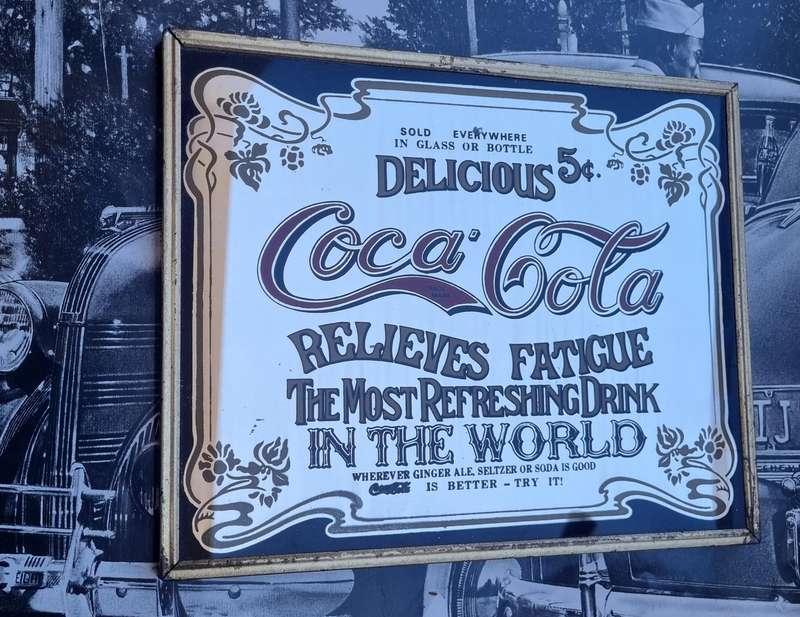 SOLD EVERYWHERE
IN GLASS OR BOTTLE
DELICIOUS 5¢.
Coca-Cola
RELIEVES FATIGUE
THE MOST REFRESHING DRINK
IN THE WORLD
WHEREVER GINGER ALE, SELTZER OR SODA IS GOOD
Coca-Cola IS BETTER – TRY IT!